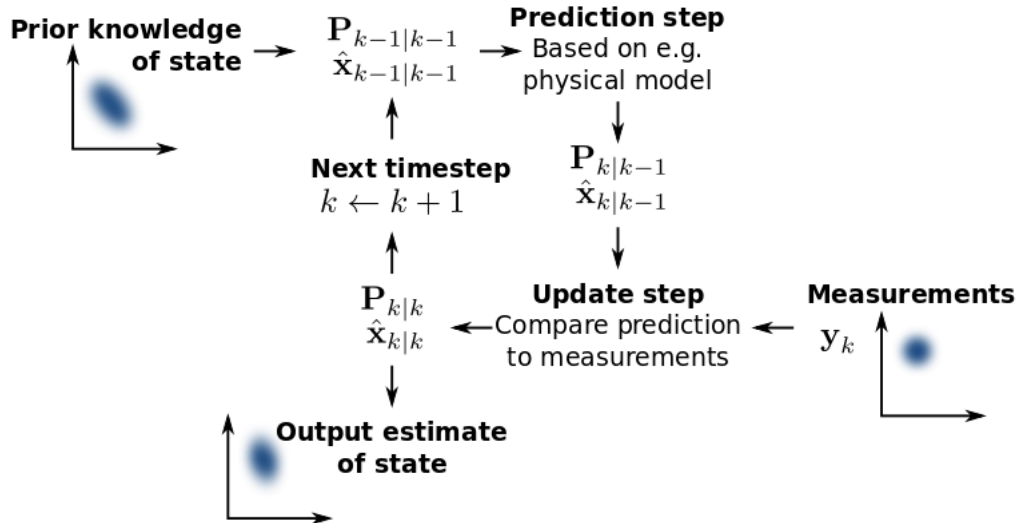 Prior knowledge
of state
P_{k−1|k−1}
x̂_{k−1|k−1}
Prediction step
Based on e.g.
physical model
P_{k|k−1}
x̂_{k|k−1}
Next timestep
k ← k + 1
P_{k|k}
x̂_{k|k}
Update step
Compare prediction
to measurements
Measurements
y_k
Output estimate
of state